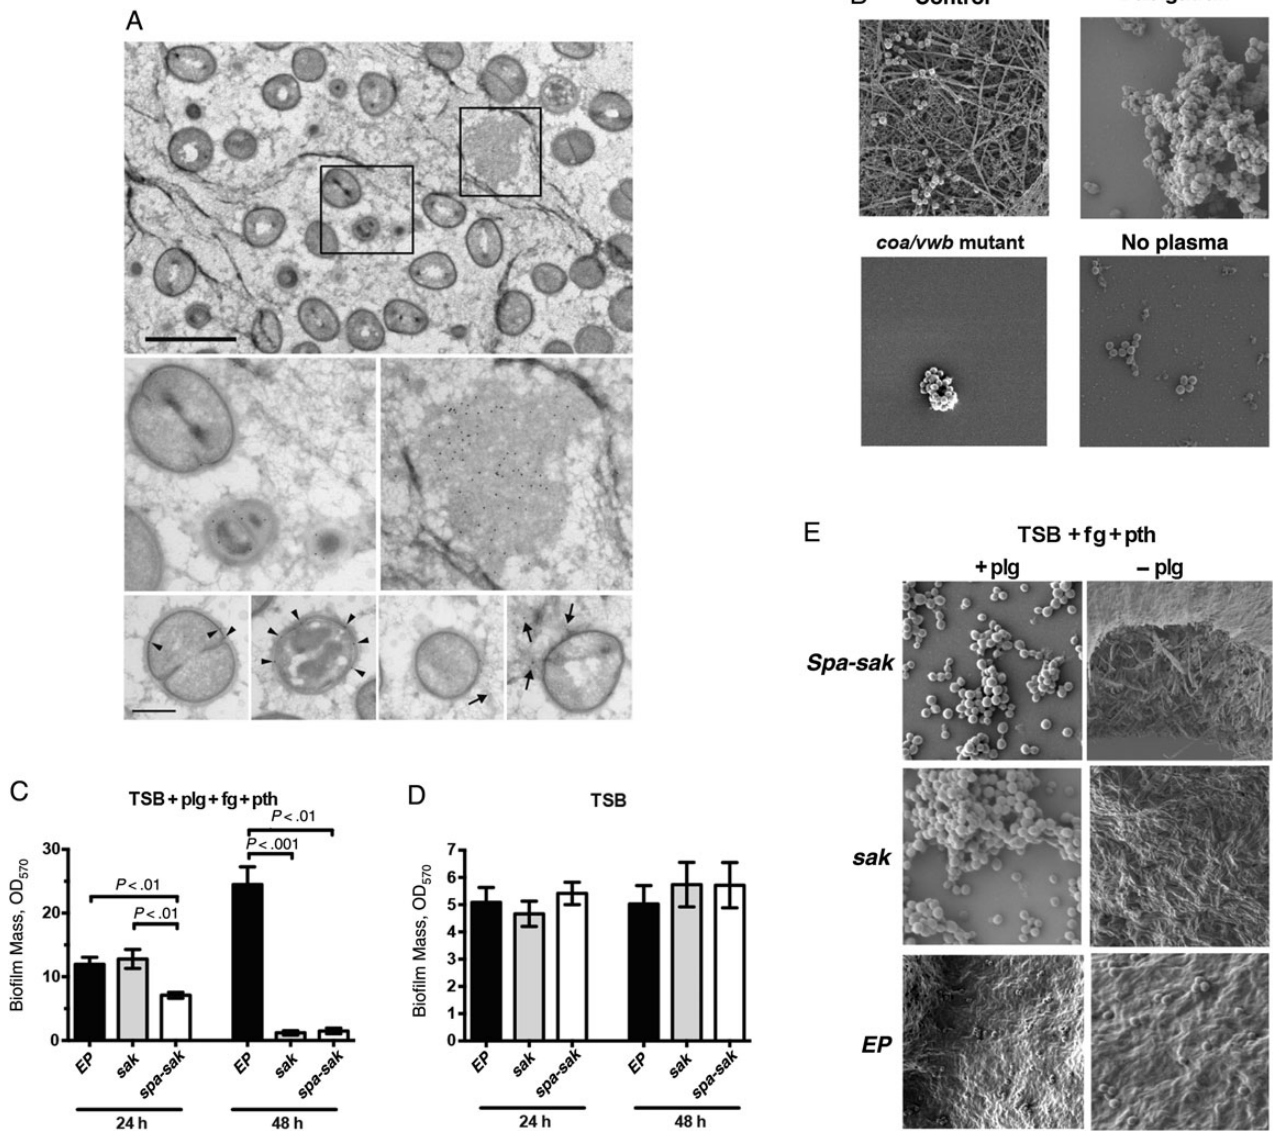 A
Control
coa/vwb mutant
No plasma
E
TSB + fg + pth
+ plg
– plg
Spa-sak
sak
EP
C
TSB + plg + fg + pth
P < .01
P < .001
P < .01
P < .01
Biofilm Mass, OD570
30
20
10
0
EP
sak
spa-sak
EP
sak
spa-sak
24 h
48 h
D
TSB
Biofilm Mass, OD570
7
6
5
4
3
2
1
0
EP
sak
spa-sak
EP
sak
spa-sak
24 h
48 h